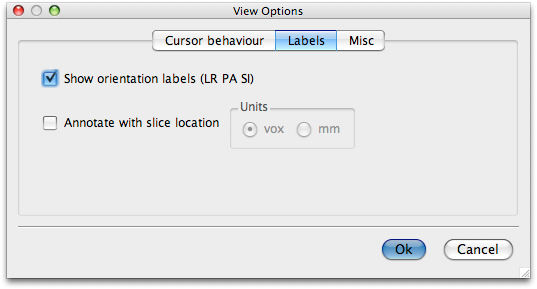 View Options
Cursor behaviour Labels Misc
Show orientation labels (LR PA SI)
Units
Annotate with slice location vox mm
Ok Cancel